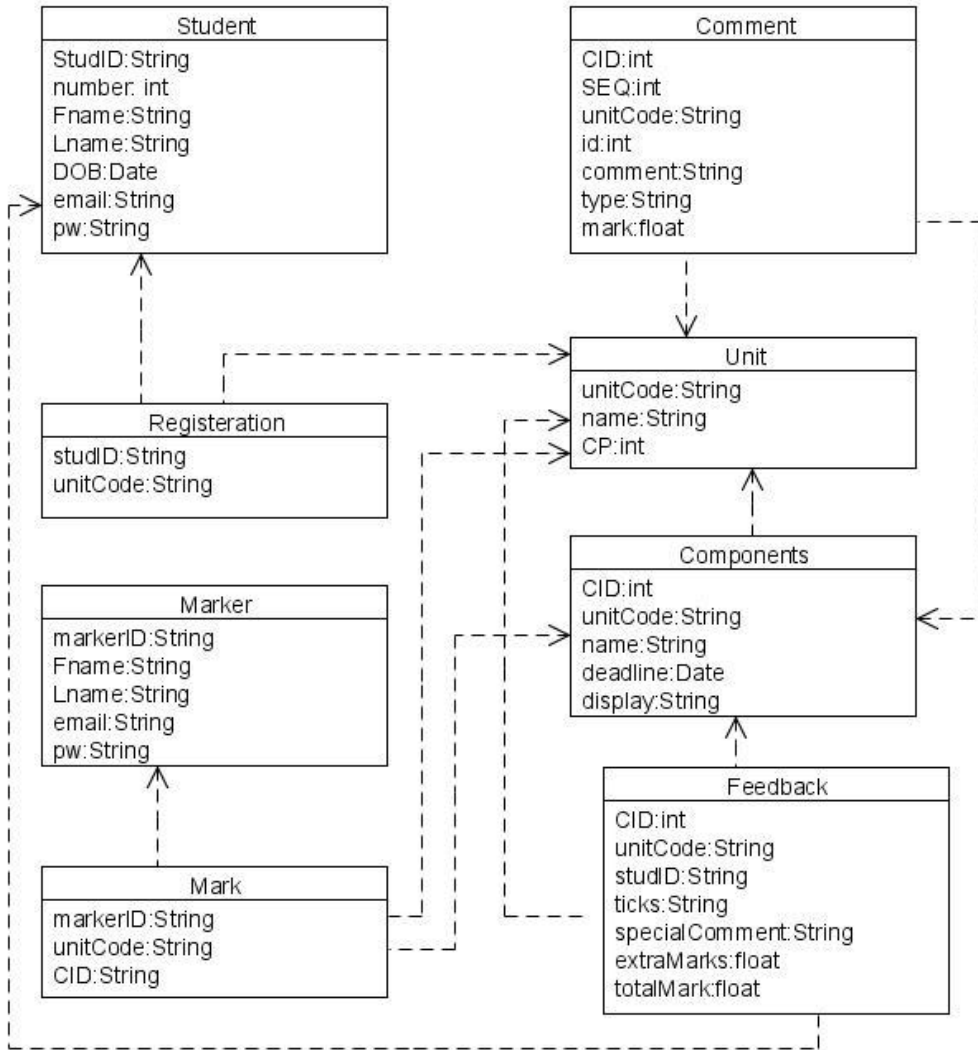 Student
StudID:String
number: int
Fname:String
Lname:String
DOB:Date
email:String
pw:String
Comment
CID:int
SEQ:int
unitCode:String
id:int
comment:String
type:String
mark:float
Unit
unitCode:String
name:String
CP:int
Registeration
studID:String
unitCode:String
Components
CID:int
unitCode:String
name:String
deadline:Date
display:String
Marker
markerID:String
Fname:String
Lname:String
email:String
pw:String
Feedback
CID:int
unitCode:String
studID:String
ticks:String
specialComment:String
extraMarks:float
totalMark:float
Mark
markerID:String
unitCode:String
CID:String